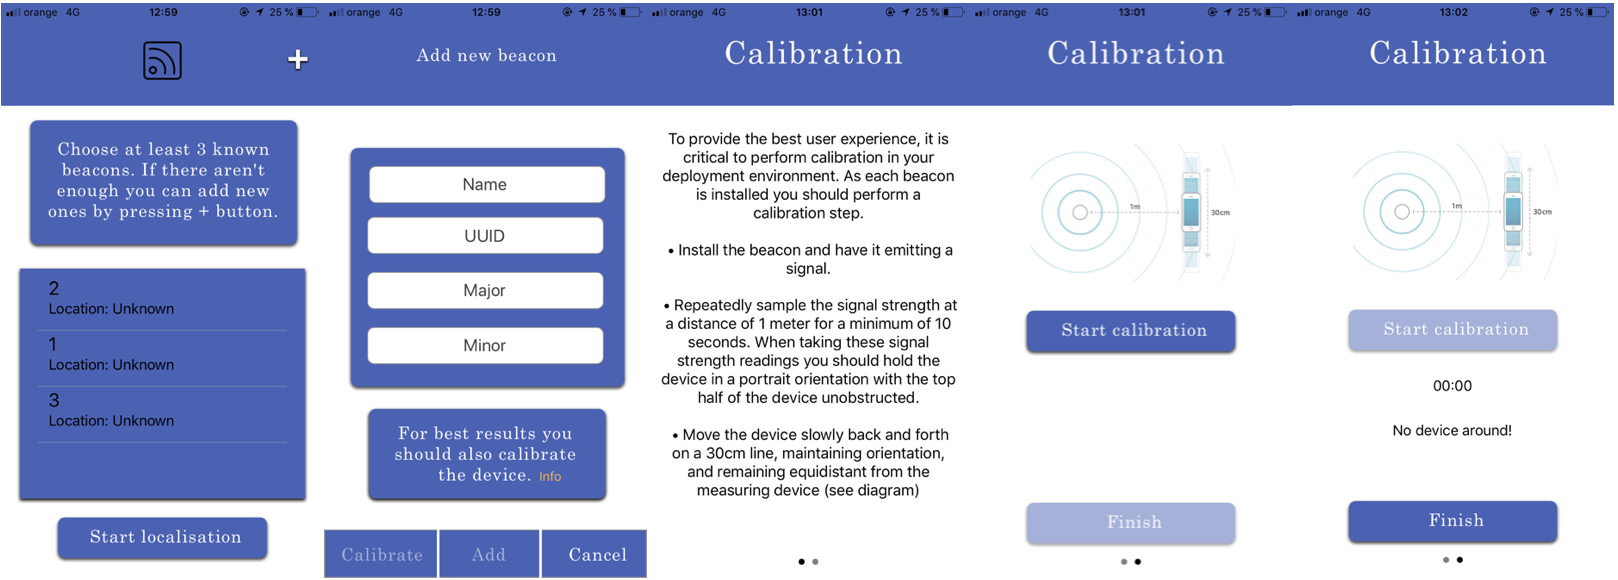 orange 4G 12:59 25 %
+
Choose at least 3 known
beacons. If there aren't
enough you can add new
ones by pressing + button.
2
Location: Unknown
1
Location: Unknown
3
Location: Unknown
Start localisation
orange 4G 12:59 25 %
Add new beacon
Name
UUID
Major
Minor
For best results you
should also calibrate
the device. Info
Calibrate Add Cancel
orange 4G 13:01 25 %
Calibration
To provide the best user experience, it is
critical to perform calibration in your
deployment environment. As each beacon
is installed you should perform a
calibration step.
• Install the beacon and have it emitting a
signal.
• Repeatedly sample the signal strength at
a distance of 1 meter for a minimum of 10
seconds. When taking these signal
strength readings you should hold the
device in a portrait orientation with the top
half of the device unobstructed.
• Move the device slowly back and forth
on a 30cm line, maintaining orientation,
and remaining equidistant from the
measuring device (see diagram)
orange 4G 13:01 25 %
Calibration
1m
30cm
Start calibration
Finish
orange 4G 13:02 25 %
Calibration
1m
30cm
Start calibration
00:00
No device around!
Finish